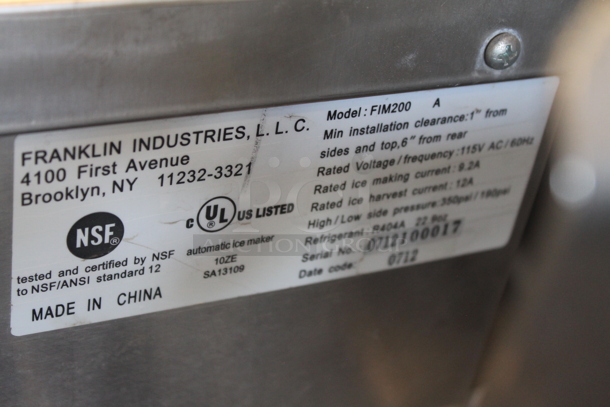 FRANKLIN INDUSTRIES, L. L. C.
4100 First Avenue
Brooklyn, NY 11232-3321
NSF®
tested and certified by NSF
to NSF/ANSI standard 12
MADE IN CHINA
c UL® US LISTED
automatic ice maker
10ZE
SA13109
Model: FIM200 A
Min installation clearance:1" from
sides and top,6" from rear
Rated Voltage/frequency:115V AC/60Hz
Rated ice making current: 9.2A
Rated ice harvest current: 12A
High/Low side pressure:350psi/190psi
Refrigerant: R404A 22.9oz
Serial No. 0712100017
Date code: 0712